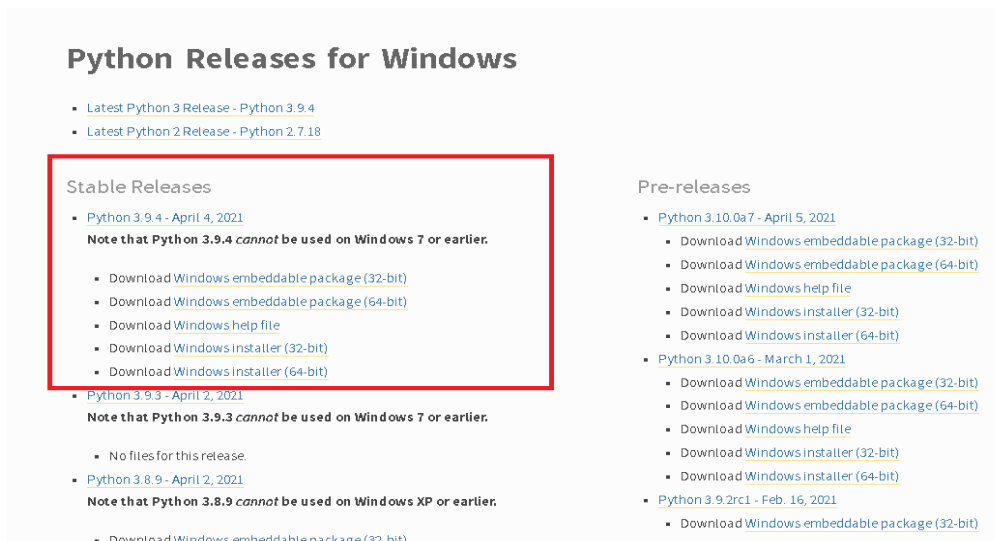 Python Releases for Windows
Latest Python 3 Release - Python 3.9.4
Latest Python 2 Release - Python 2.7.18
Stable Releases
Python 3.9.4 - April 4, 2021
Note that Python 3.9.4 cannot be used on Windows 7 or earlier.
Download Windows embeddable package (32-bit)
Download Windows embeddable package (64-bit)
Download Windows help file
Download Windows installer (32-bit)
Download Windows installer (64-bit)
Python 3.9.3 - April 2, 2021
Note that Python 3.9.3 cannot be used on Windows 7 or earlier.
No files for this release.
Python 3.8.9 - April 2, 2021
Note that Python 3.8.9 cannot be used on Windows XP or earlier.
Download Windows embeddable package (32-bit)
Pre-releases
Python 3.10.0a7 - April 5, 2021
Download Windows embeddable package (32-bit)
Download Windows embeddable package (64-bit)
Download Windows help file
Download Windows installer (32-bit)
Download Windows installer (64-bit)
Python 3.10.0a6 - March 1, 2021
Download Windows embeddable package (32-bit)
Download Windows embeddable package (64-bit)
Download Windows help file
Download Windows installer (32-bit)
Download Windows installer (64-bit)
Python 3.9.2rc1 - Feb. 16, 2021
Download Windows embeddable package (32-bit)